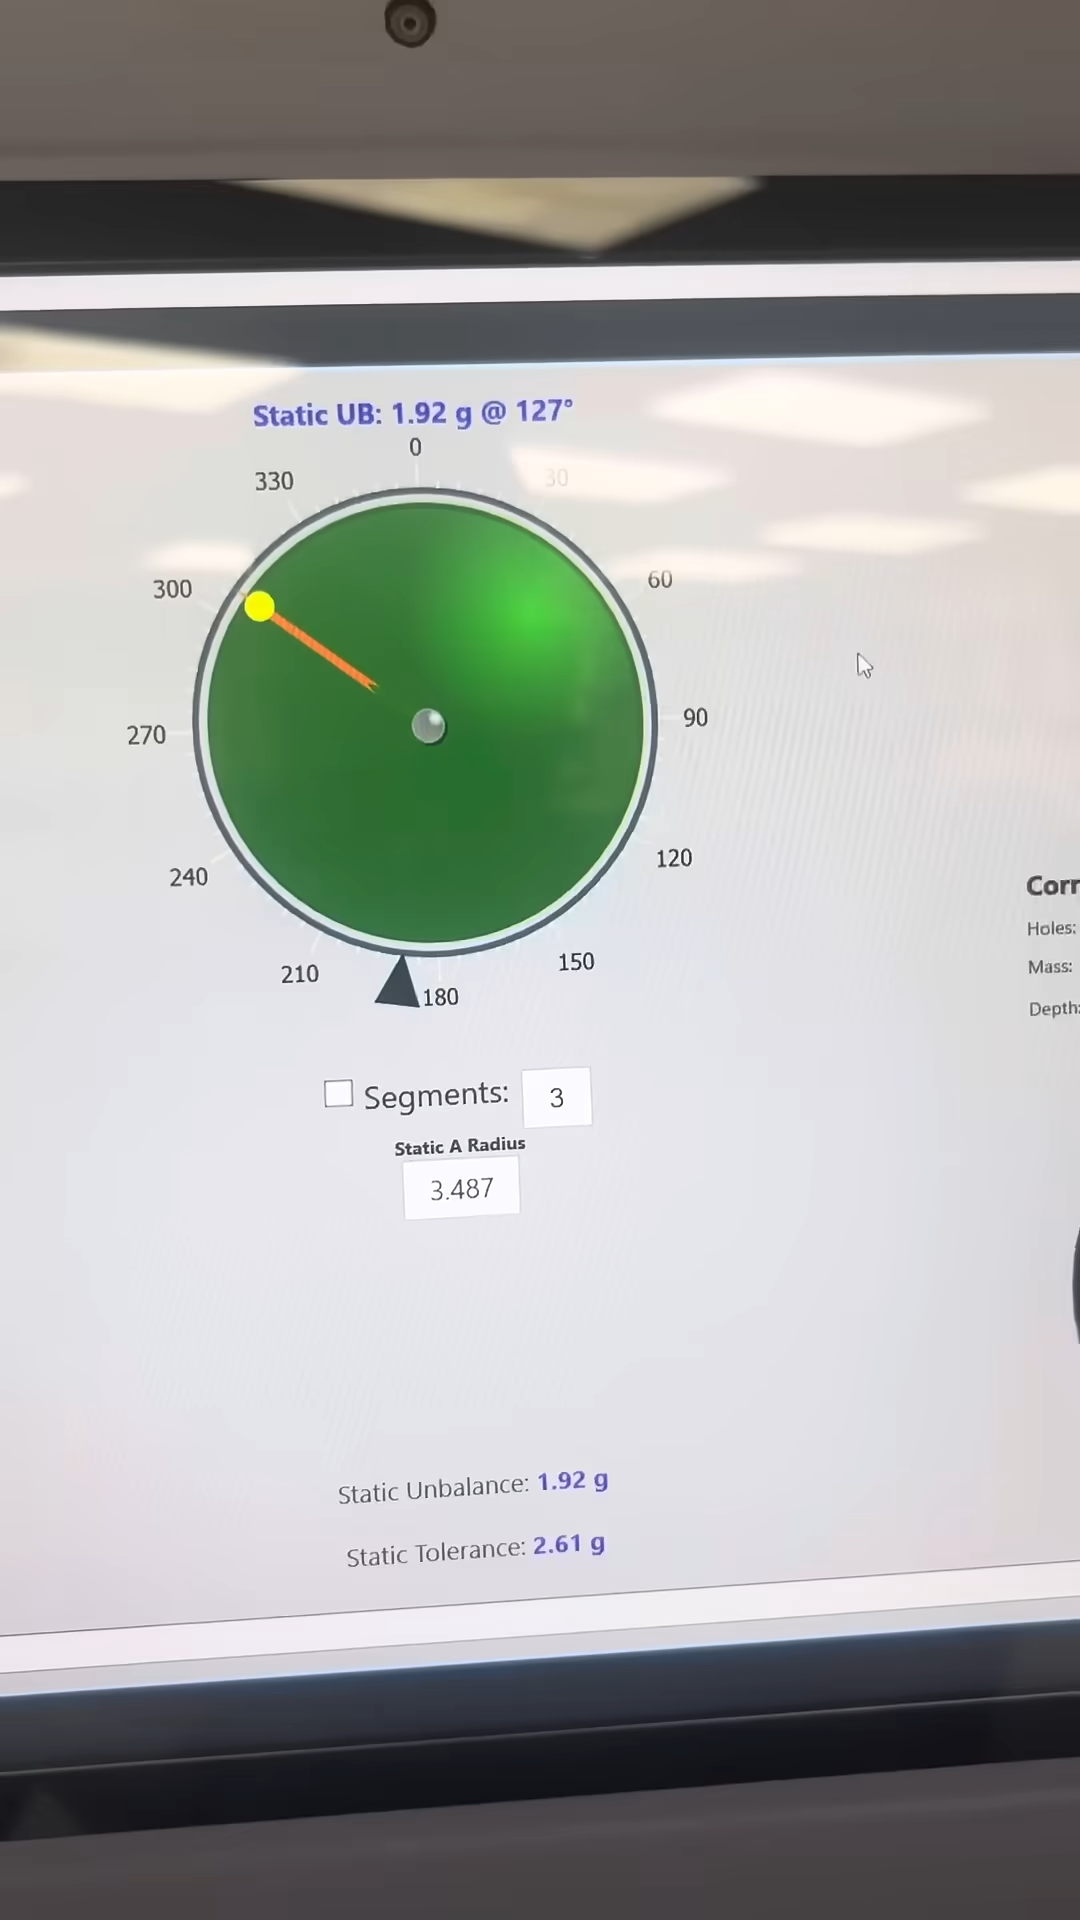 Static UB: 1.92 g @ 127°
0
330
30
300
60
270
90
240
120
210
150
180
Corr
Holes:
Mass:
Depth:
Segments: 3
Static A Radius
3.487
Static Unbalance: 1.92 g
Static Tolerance: 2.61 g